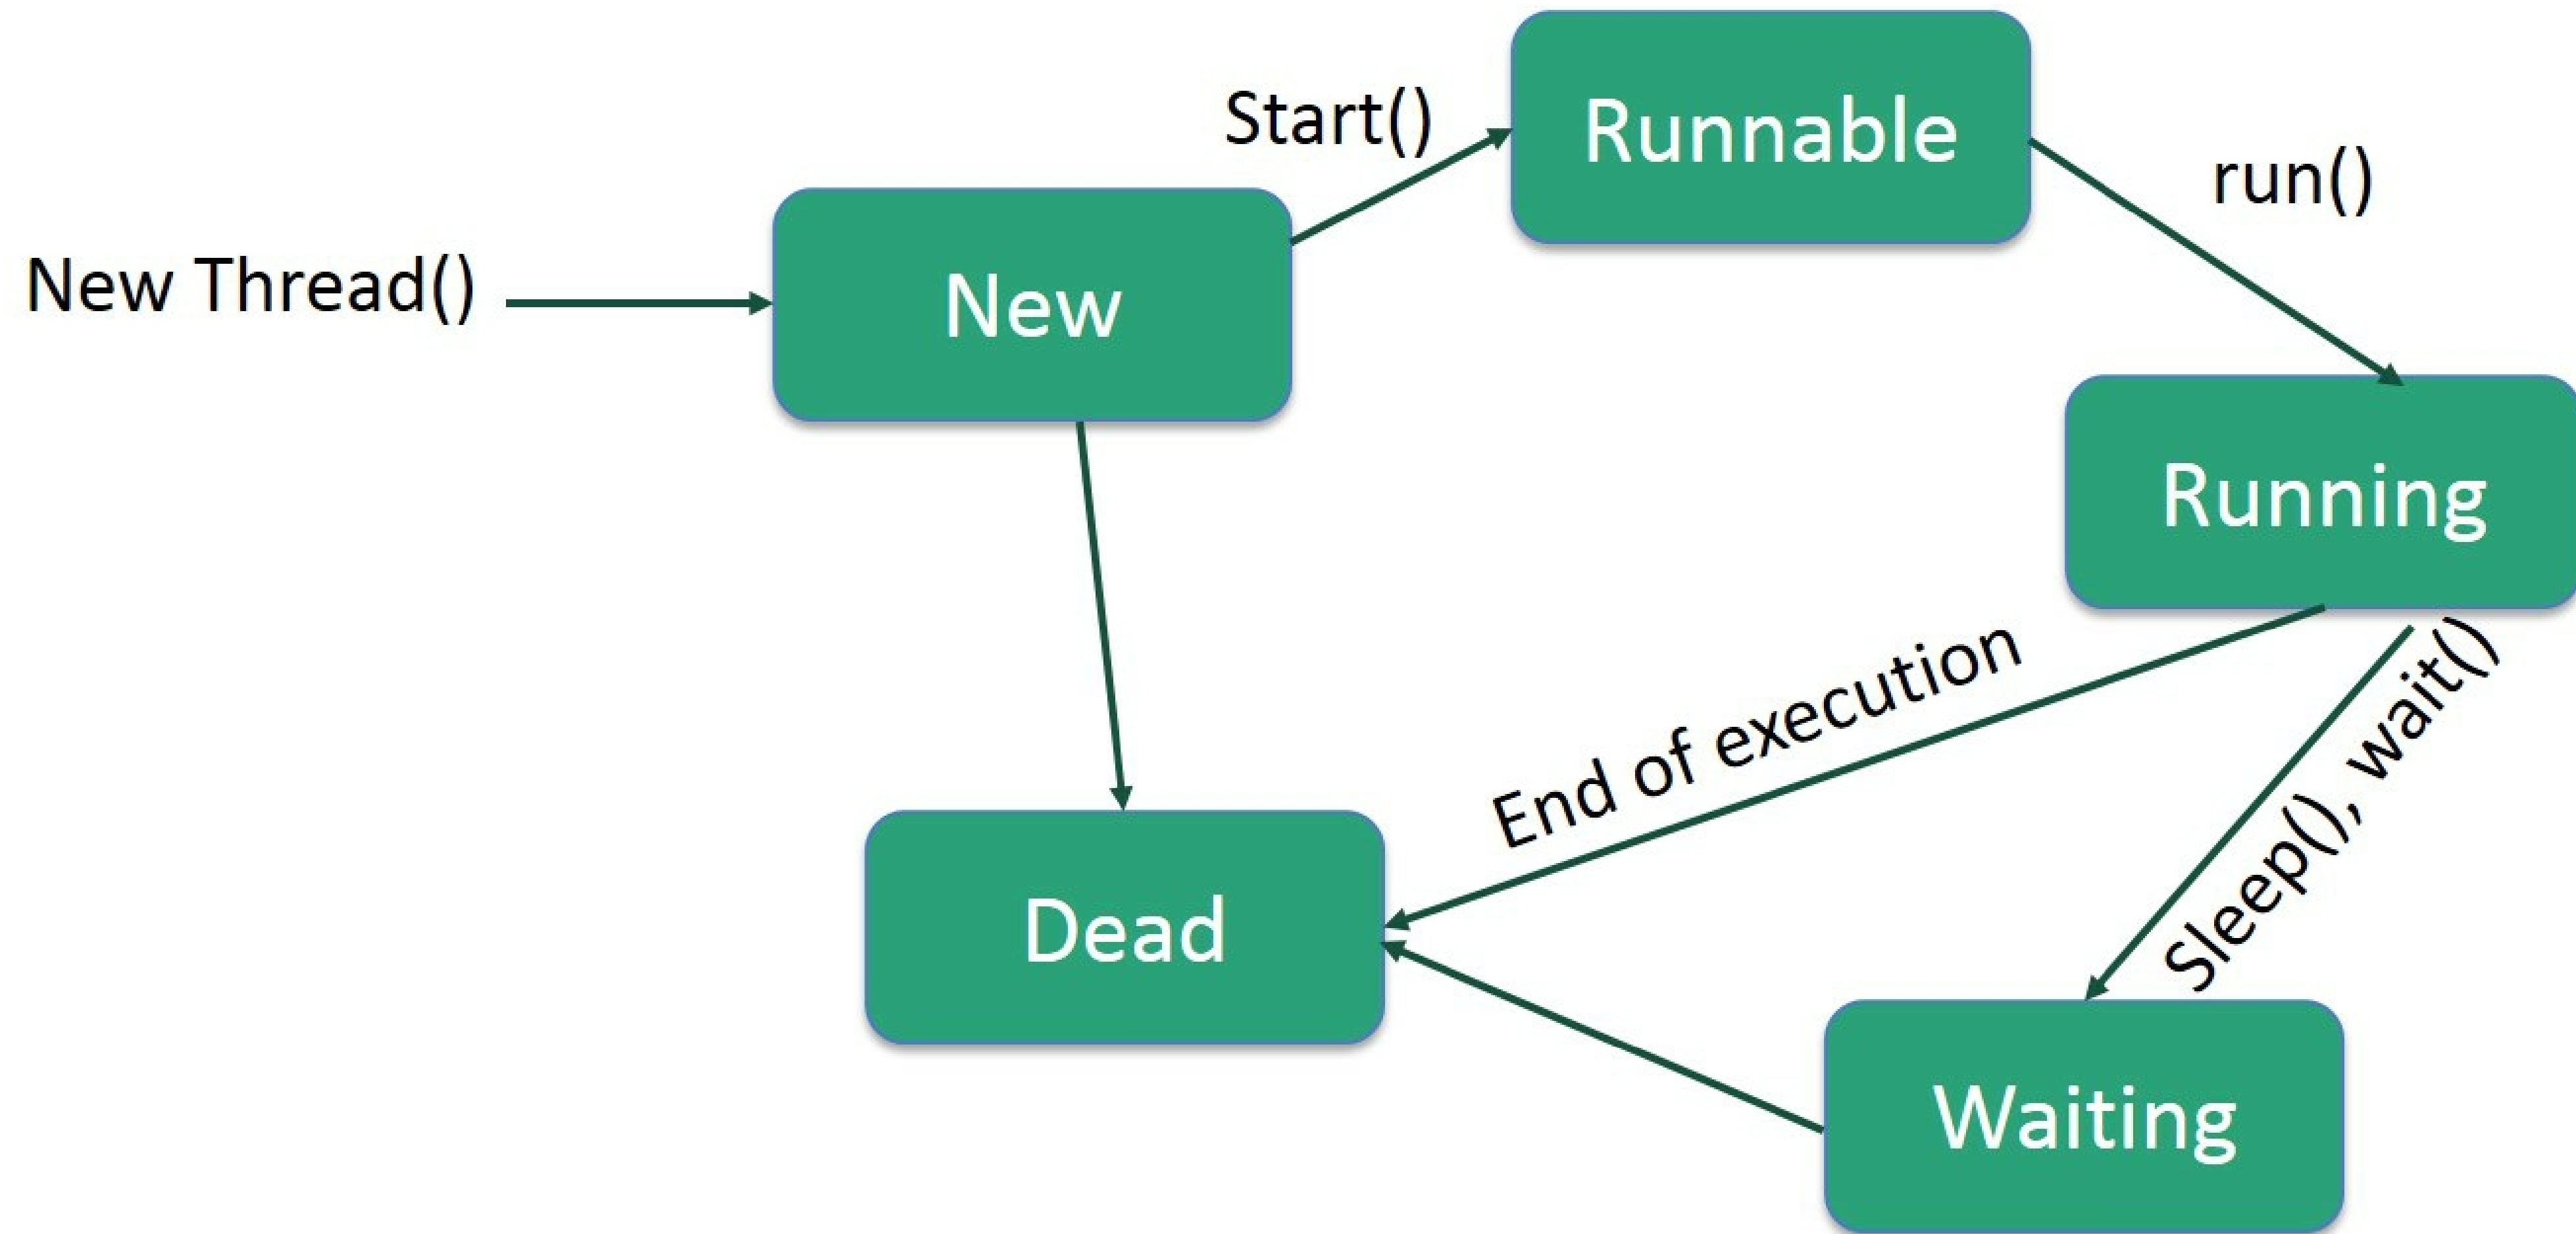 New Thread()
New
Start()
Runnable
run()
Running
End of execution
Sleep(), wait()
Dead
Waiting